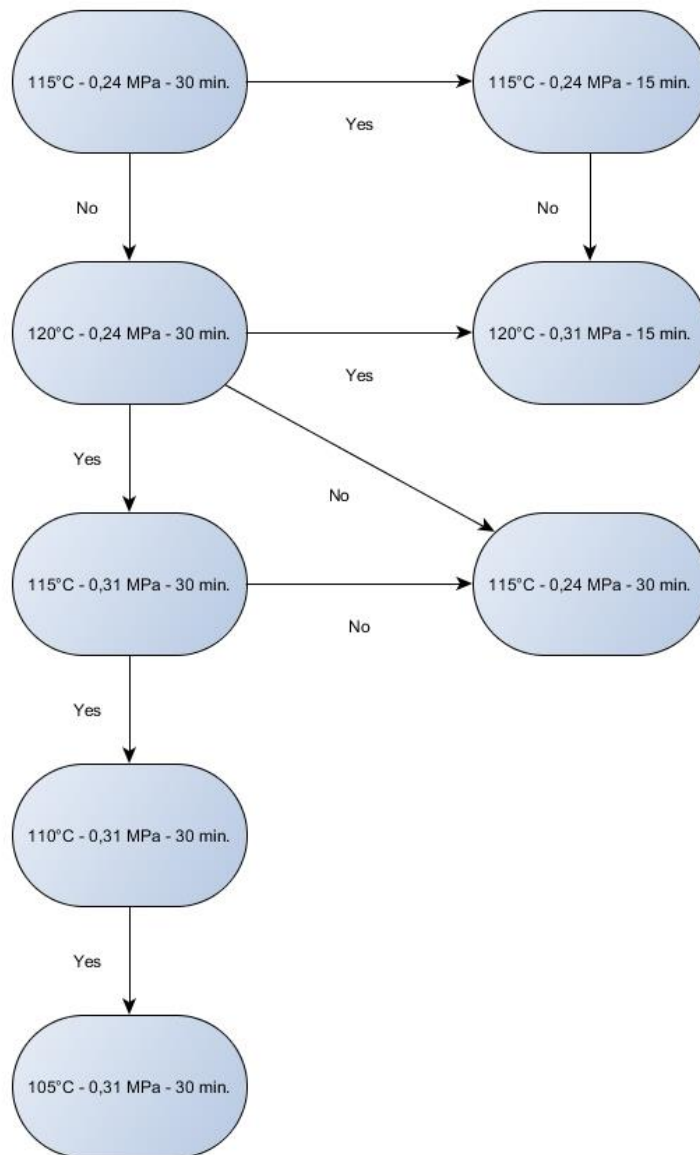 115°C - 0,24 MPa - 30 min.
115°C - 0,24 MPa - 15 min.
Yes
No
No
120°C - 0,24 MPa - 30 min.
120°C - 0,31 MPa - 15 min.
Yes
Yes
No
115°C - 0,31 MPa - 30 min.
115°C - 0,24 MPa - 30 min.
No
Yes
110°C - 0,31 MPa - 30 min.
Yes
105°C - 0,31 MPa - 30 min.